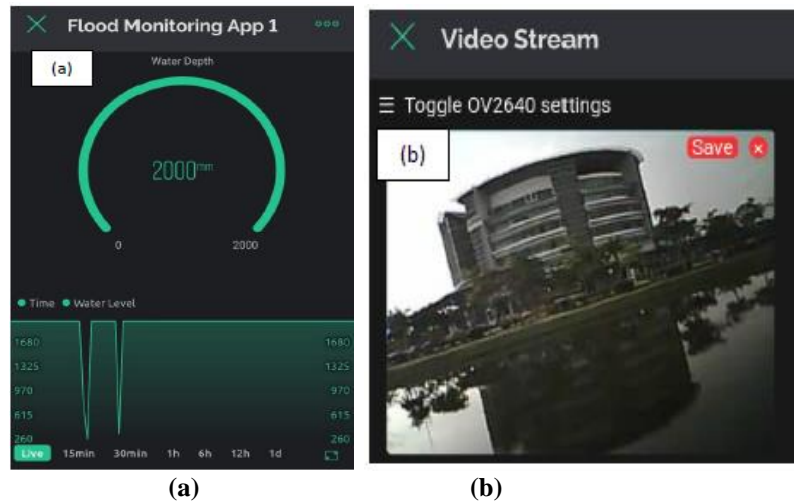 Flood Monitoring App 1
(a)
Water Depth
2000mm
0 2000
Time Water Level
1680 1680
1325 1325
970 970
615 615
260 260
Live 15min 30min 1h 6h 12h 1d
(a)
Video Stream
Toggle OV2640 settings
(b)
Save ×
(b)